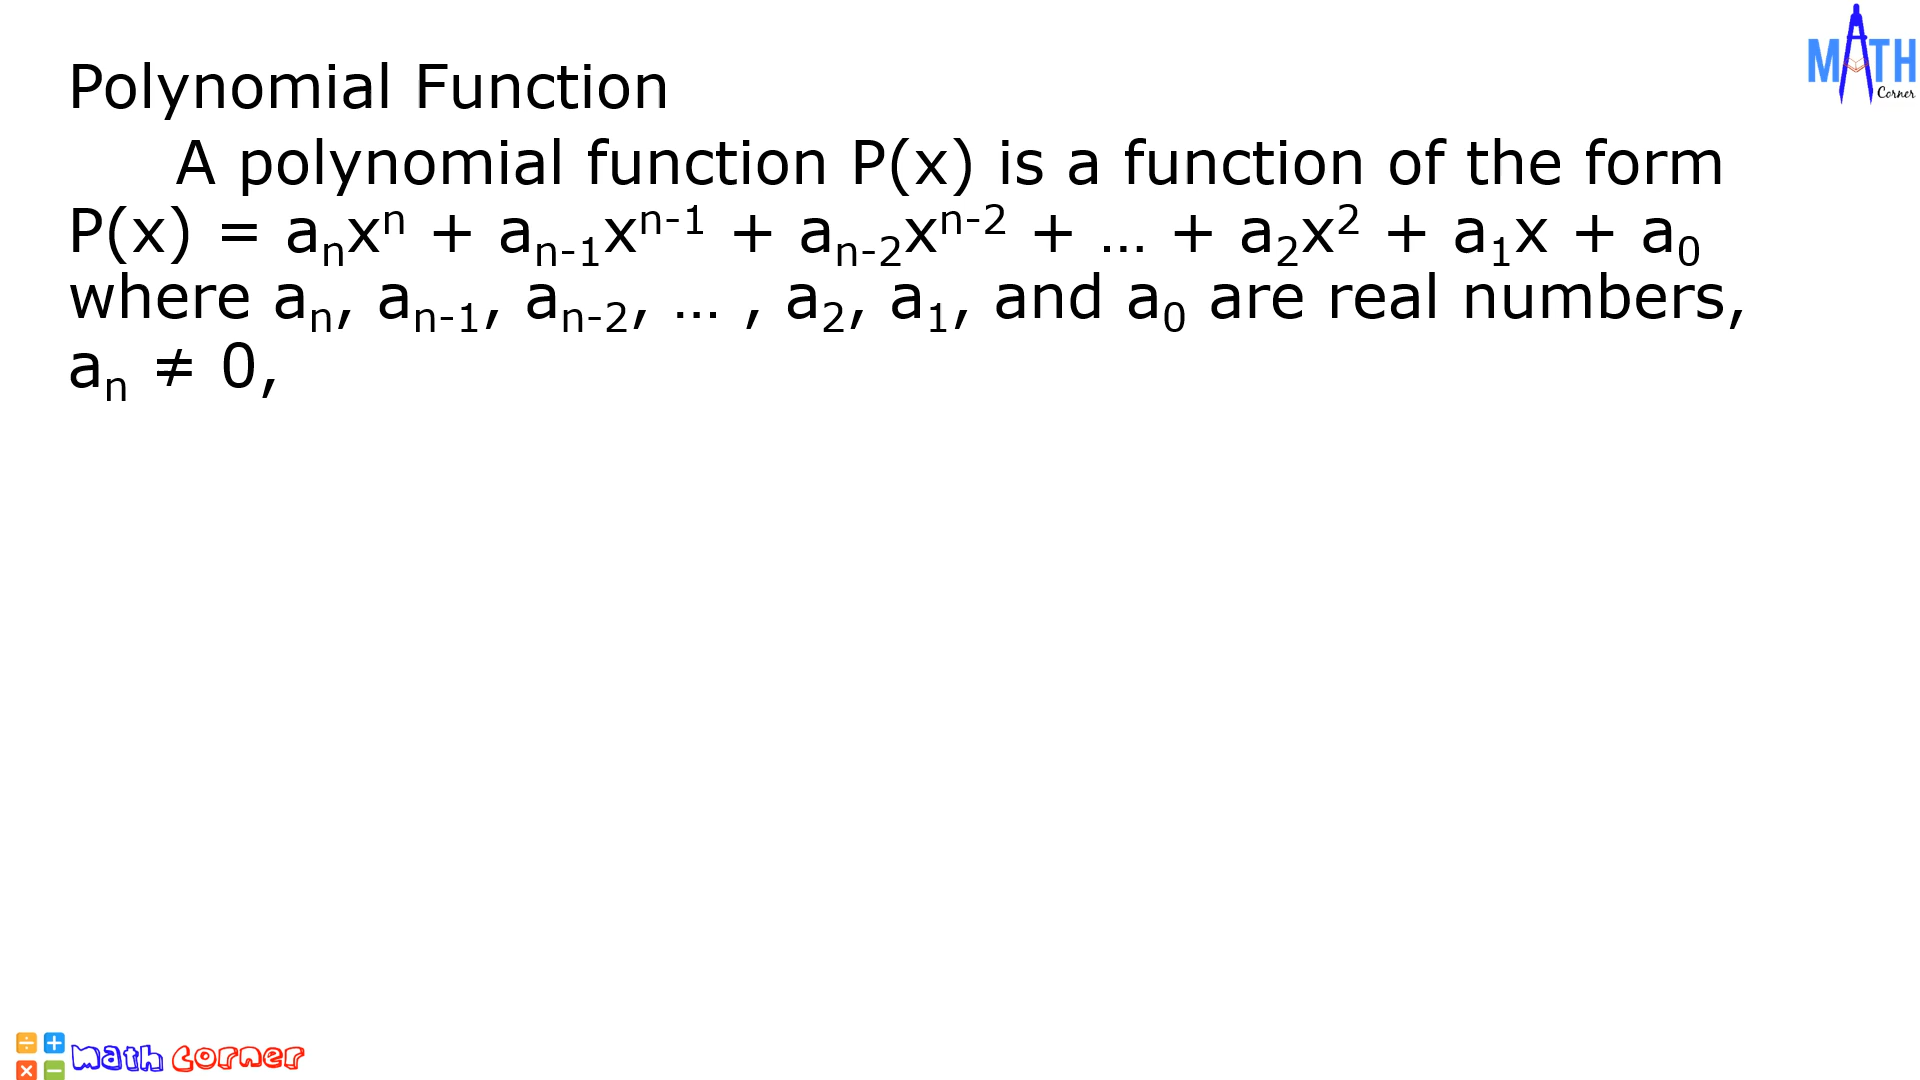 MATH
Corner
Polynomial Function
A polynomial function P(x) is a function of the form
P(x) = aₙxⁿ + aₙ₋₁xⁿ⁻¹ + aₙ₋₂xⁿ⁻² + … + a₂x² + a₁x + a₀
where aₙ, aₙ₋₁, aₙ₋₂, … , a₂, a₁, and a₀ are real numbers,
aₙ ≠ 0,
÷ +
× −
math corner